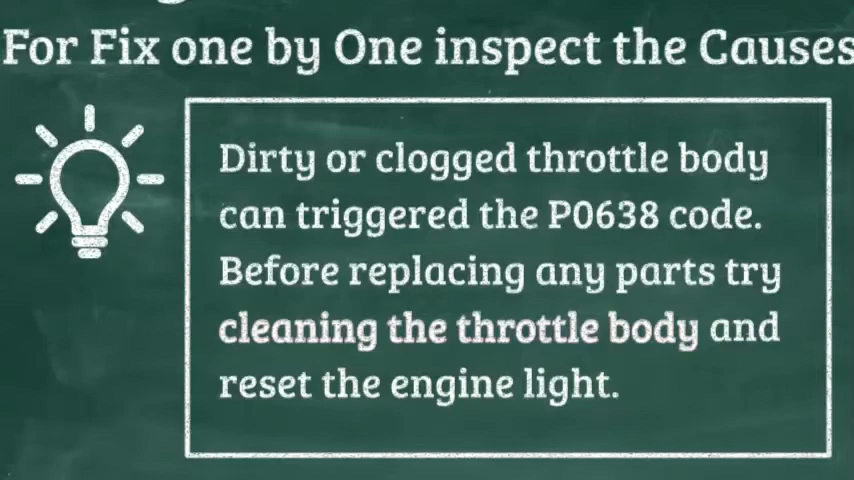 For Fix one by One inspect the Causes
Dirty or clogged throttle body
can triggered the P0638 code.
Before replacing any parts try
cleaning the throttle body and
reset the engine light.